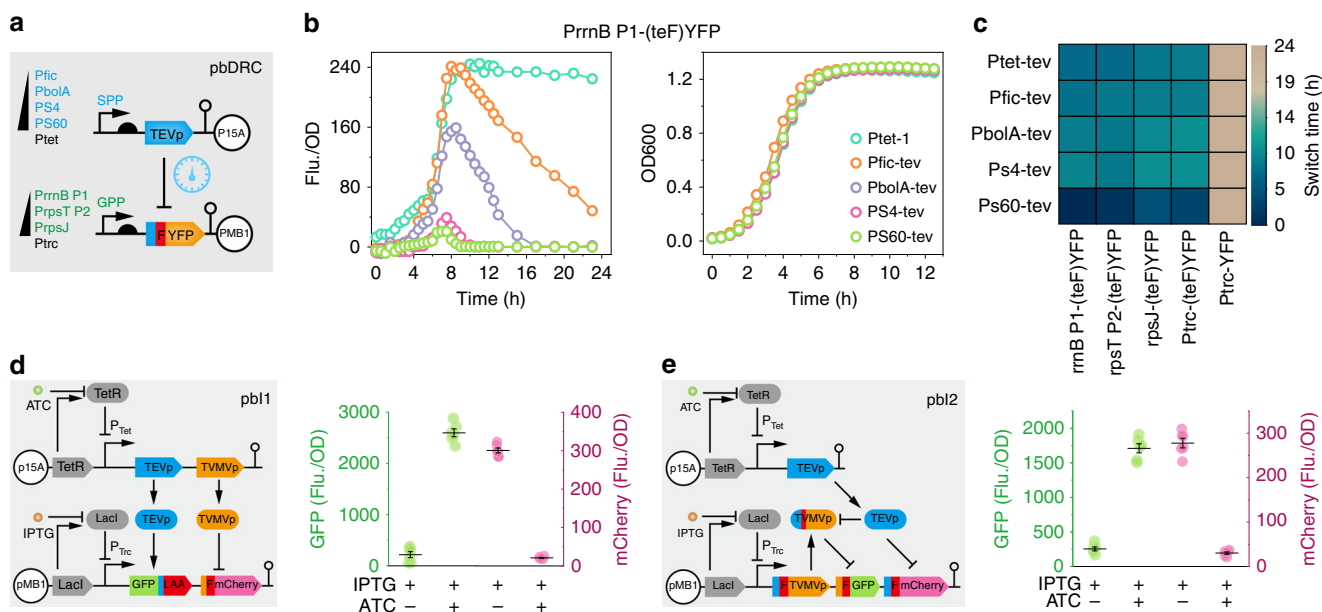 a
pbDRC
Pfic
PbolA
PS4
PS60
Ptet
SPP
TEVp
P15A
PrrnB P1
PrpsT P2
PrpsJ
Ptrc
GPP
F YFP
PMB1
b
PrrnB P1-(teF)YFP
Flu./OD
240
160
80
0
0 4 8 12 16 20 24
Time (h)
OD600
1.2
0.8
0.4
0.0
0 2 4 6 8 10 12
Time (h)
Ptet-1
Pfic-tev
PbolA-tev
PS4-tev
PS60-tev
c
Ptet-tev
Pfic-tev
PbolA-tev
Ps4-tev
Ps60-tev
rrnB P1-(teF)YFP
rpsT P2-(teF)YFP
rpsJ-(teF)YFP
Ptrc-(teF)YFP
Ptrc-YFP
24
19
14
10
5
0
Switch time (h)
d
pbI1
ATC
TetR
PTet
p15A
TetR
TEVp
TVMVp
IPTG
LacI
TEVp
TVMVp
PTrc
pMB1
LacI
GFP
LAA
F mCherry
GFP (Flu./OD)
3000
2000
1000
0
400
300
200
100
0
mCherry (Flu./OD)
IPTG + + + +
ATC − + − +
e
pbI2
ATC
TetR
PTet
p15A
TetR
TEVp
IPTG
LacI
TVMVp
TEVp
PTrc
pMB1
LacI
F TVMVp
F GFP
F mCherry
GFP (Flu./OD)
2000
1500
1000
500
0
300
200
100
0
mCherry (Flu./OD)
IPTG + + + +
ATC − + − +